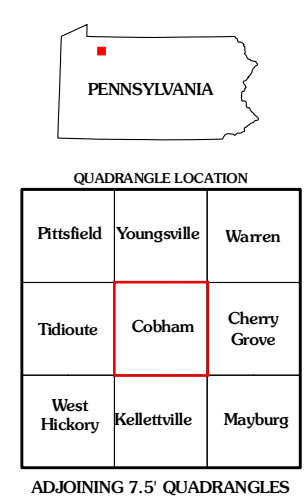 PENNSYLVANIA
QUADRANGLE LOCATION
Pittsfield Youngsville Warren
Tidioute Cobham Cherry Grove
West Hickory Kellettville Mayburg
ADJOINING 7.5' QUADRANGLES